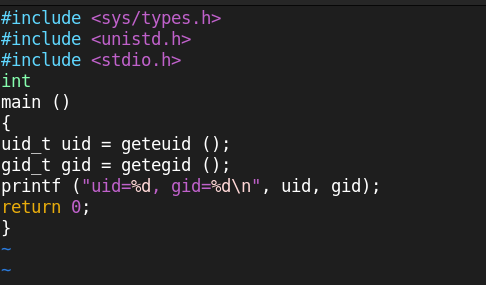 #include <sys/types.h>
#include <unistd.h>
#include <stdio.h>
int
main ()
{
uid_t uid = geteuid ();
gid_t gid = getegid ();
printf ("uid=%d, gid=%d\n", uid, gid);
return 0;
}
~
~